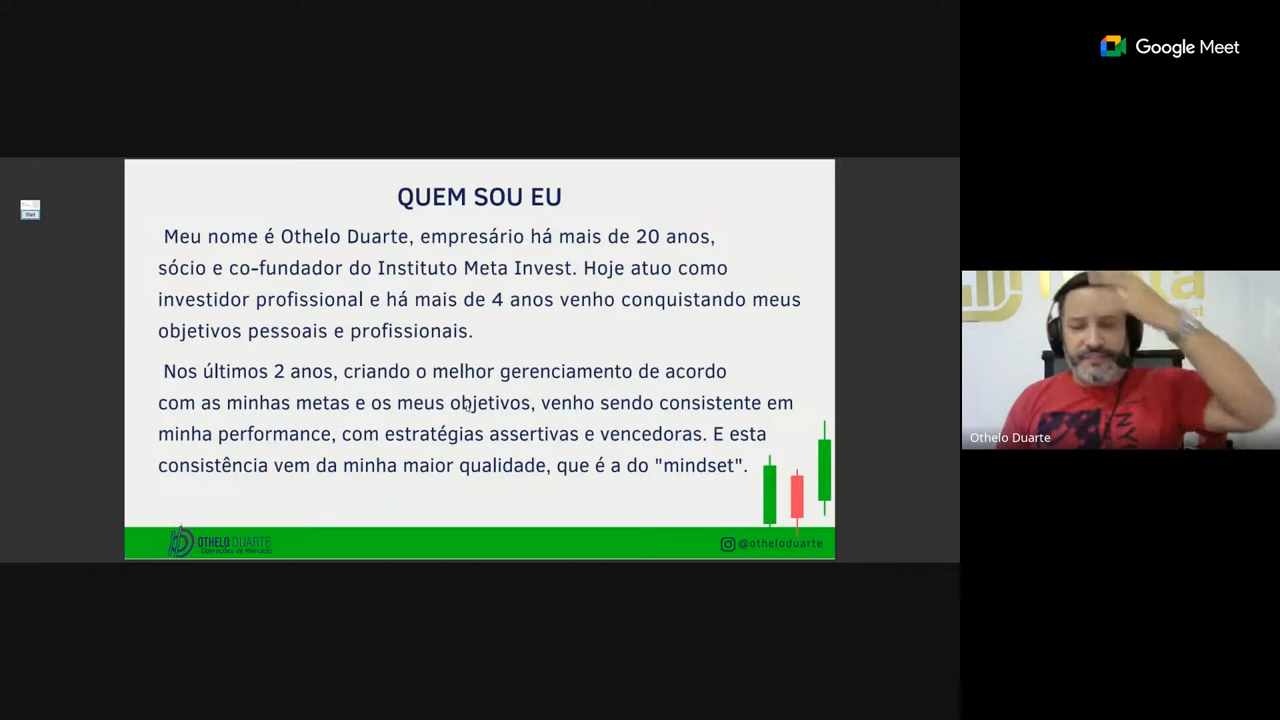 Google Meet
QUEM SOU EU
Meu nome é Othelo Duarte, empresário há mais de 20 anos,
sócio e co-fundador do Instituto Meta Invest. Hoje atuo como
investidor profissional e há mais de 4 anos venho conquistando meus
objetivos pessoais e profissionais.
Nos últimos 2 anos, criando o melhor gerenciamento de acordo
com as minhas metas e os meus objetivos, venho sendo consistente em
minha performance, com estratégias assertivas e vencedoras. E esta
consistência vem da minha maior qualidade, que é a do "mindset".
OTHELO DUARTE
Operações de Mercado
@otheloduarte
Othelo Duarte